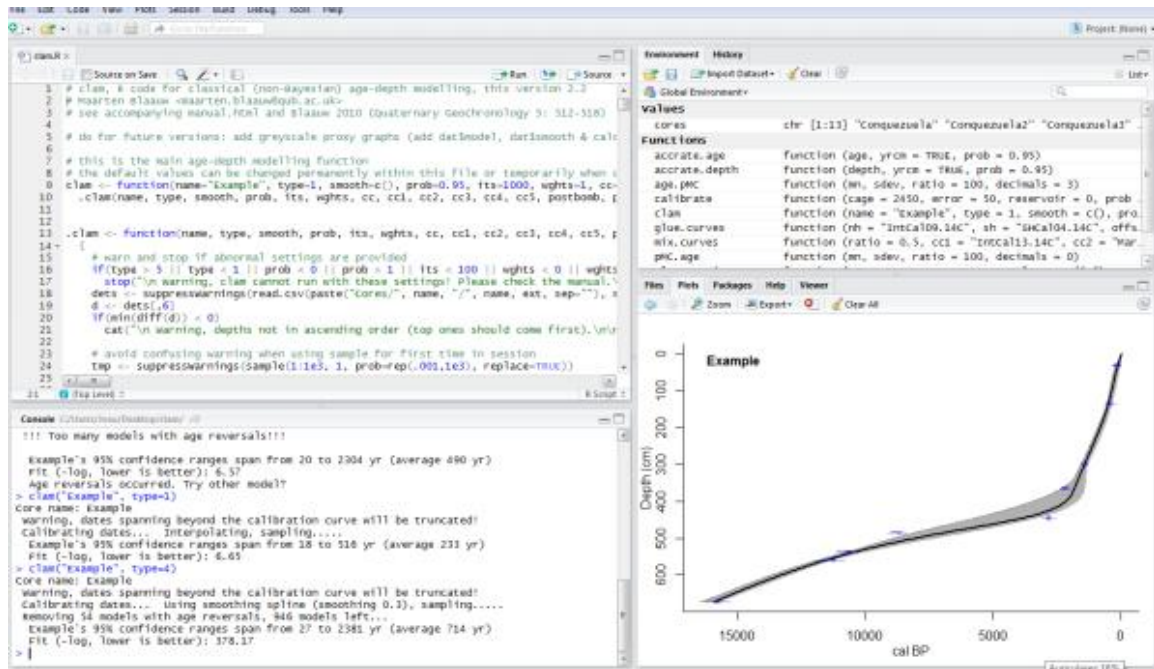 File Edit Code View Plots Session Build Debug Tools Help
Project: (None)
clam.R
Source on Save Run Source
1 # clam, R code for classical (non-Bayesian) age-depth modelling, this version 2.2
2 # Maarten Blaauw <maarten.blaauw@qub.ac.uk>
3 # see accompanying manual.html and Blaauw 2010 (Quaternary Geochronology 5: 512-518)
4
5 # do for future versions: add greyscale proxy graphs (add dat$model, dat$smooth & calc
6
7 # this is the main age-depth modelling function
8 # the default values can be changed permanently within this file or temporarily when
9 clam <- function(name="Example", type=1, smooth=c(), prob=0.95, its=1000, wghts=1, cc=
10 .clam(name, type, smooth, prob, its, wghts, cc, cc1, cc2, cc3, cc4, cc5, postbomb, p
11
12
13 .clam <- function(name, type, smooth, prob, its, wghts, cc, cc1, cc2, cc3, cc4, cc5, p
14 {
15 # warn and stop if abnormal settings are provided
16 if(type > 5 || type < 1 || prob < 0 || prob > 1 || its < 100 || wghts < 0 || wghts
17 stop("\n Warning, clam cannot run with these settings! Please check the manual.\
18 dets <- suppressWarnings(read.csv(paste("Cores/", name, "/", name, ext, sep=""), s
19 d <- dets[,6]
20 if(min(diff(d)) < 0)
21 cat("\n Warning, depths not in ascending order (top ones should come first).\n\n
22
23 # avoid confusing warning when using sample for first time in session
24 tmp <- suppressWarnings(sample(1:1e3, 1, prob=rep(.001,1e3), replace=TRUE))
25
(Top Level) R Script
Console
!!! Too many models with age reversals!!!
Example's 95% confidence ranges span from 20 to 2304 yr (average 490 yr)
Fit (-log, lower is better): 6.57
Age reversals occurred. Try other model?
> clam("Example", type=1)
Core name: Example
Warning, dates spanning beyond the calibration curve will be truncated!
Calibrating dates... Interpolating, sampling.....
Example's 95% confidence ranges span from 18 to 516 yr (average 233 yr)
Fit (-log, lower is better): 6.65
> clam("Example", type=4)
Core name: Example
Warning, dates spanning beyond the calibration curve will be truncated!
Calibrating dates... Using smoothing spline (smoothing 0.3), sampling.....
Removing 54 models with age reversals, 946 models left...
Example's 95% confidence ranges span from 27 to 2381 yr (average 714 yr)
Fit (-log, lower is better): 378.17
>
Environment History
Import Dataset Clear List
Global Environment
values
cores chr [1:13] "Conquezuela" "Conquezuela2" "Conquezuela3"
Functions
accrate.age function (age, yrcm = TRUE, prob = 0.95)
accrate.depth function (depth, yrcm = TRUE, prob = 0.95)
age.pMC function (mn, sdev, ratio = 100, decimals = 3)
calibrate function (cage = 2450, error = 50, reservoir = 0, prob
clam function (name = "Example", type = 1, smooth = c(), pro
glue.curves function (nh = "IntCal09.14C", sh = "SHCal04.14C", offs
mix.curves function (ratio = 0.5, cc1 = "IntCal13.14C", cc2 = "Mar
pMC.age function (mn, sdev, ratio = 100, decimals = 0)
Files Plots Packages Help Viewer
Zoom Export Clear All
Example
0
100
200
300
400
500
600
Depth (cm)
15000 10000 5000 0
cal BP